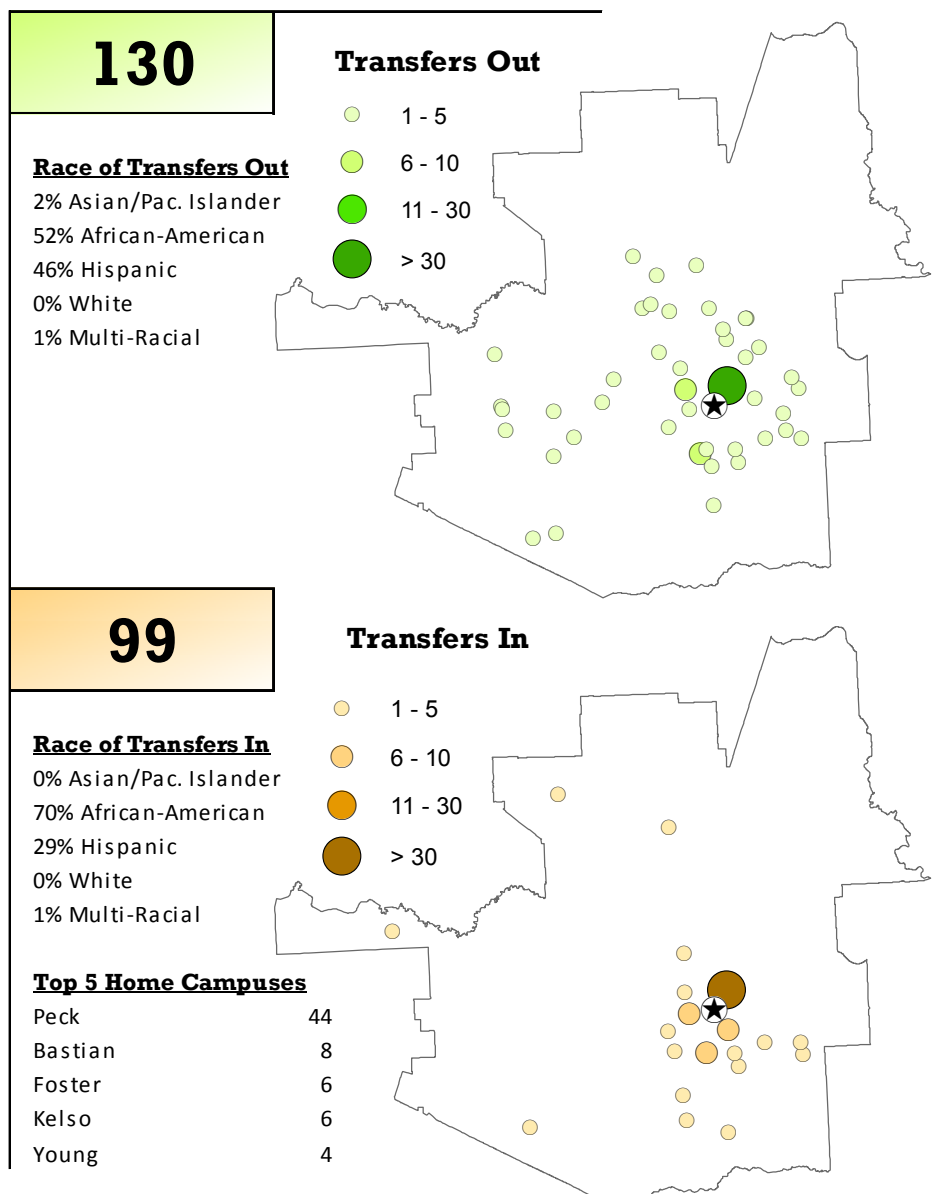 130
Transfers Out
1 - 5
6 - 10
11 - 30
> 30
Race of Transfers Out
2% Asian/Pac. Islander
52% African-American
46% Hispanic
0% White
1% Multi-Racial
99
Transfers In
1 - 5
6 - 10
11 - 30
> 30
Race of Transfers In
0% Asian/Pac. Islander
70% African-American
29% Hispanic
0% White
1% Multi-Racial
Top 5 Home Campuses
Peck 44
Bastian 8
Foster 6
Kelso 6
Young 4